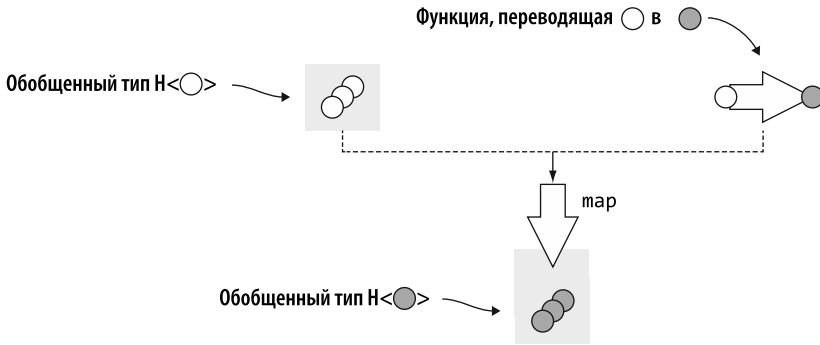 Функция, переводящая в
Обобщенный тип H< >
map
Обобщенный тип H< >